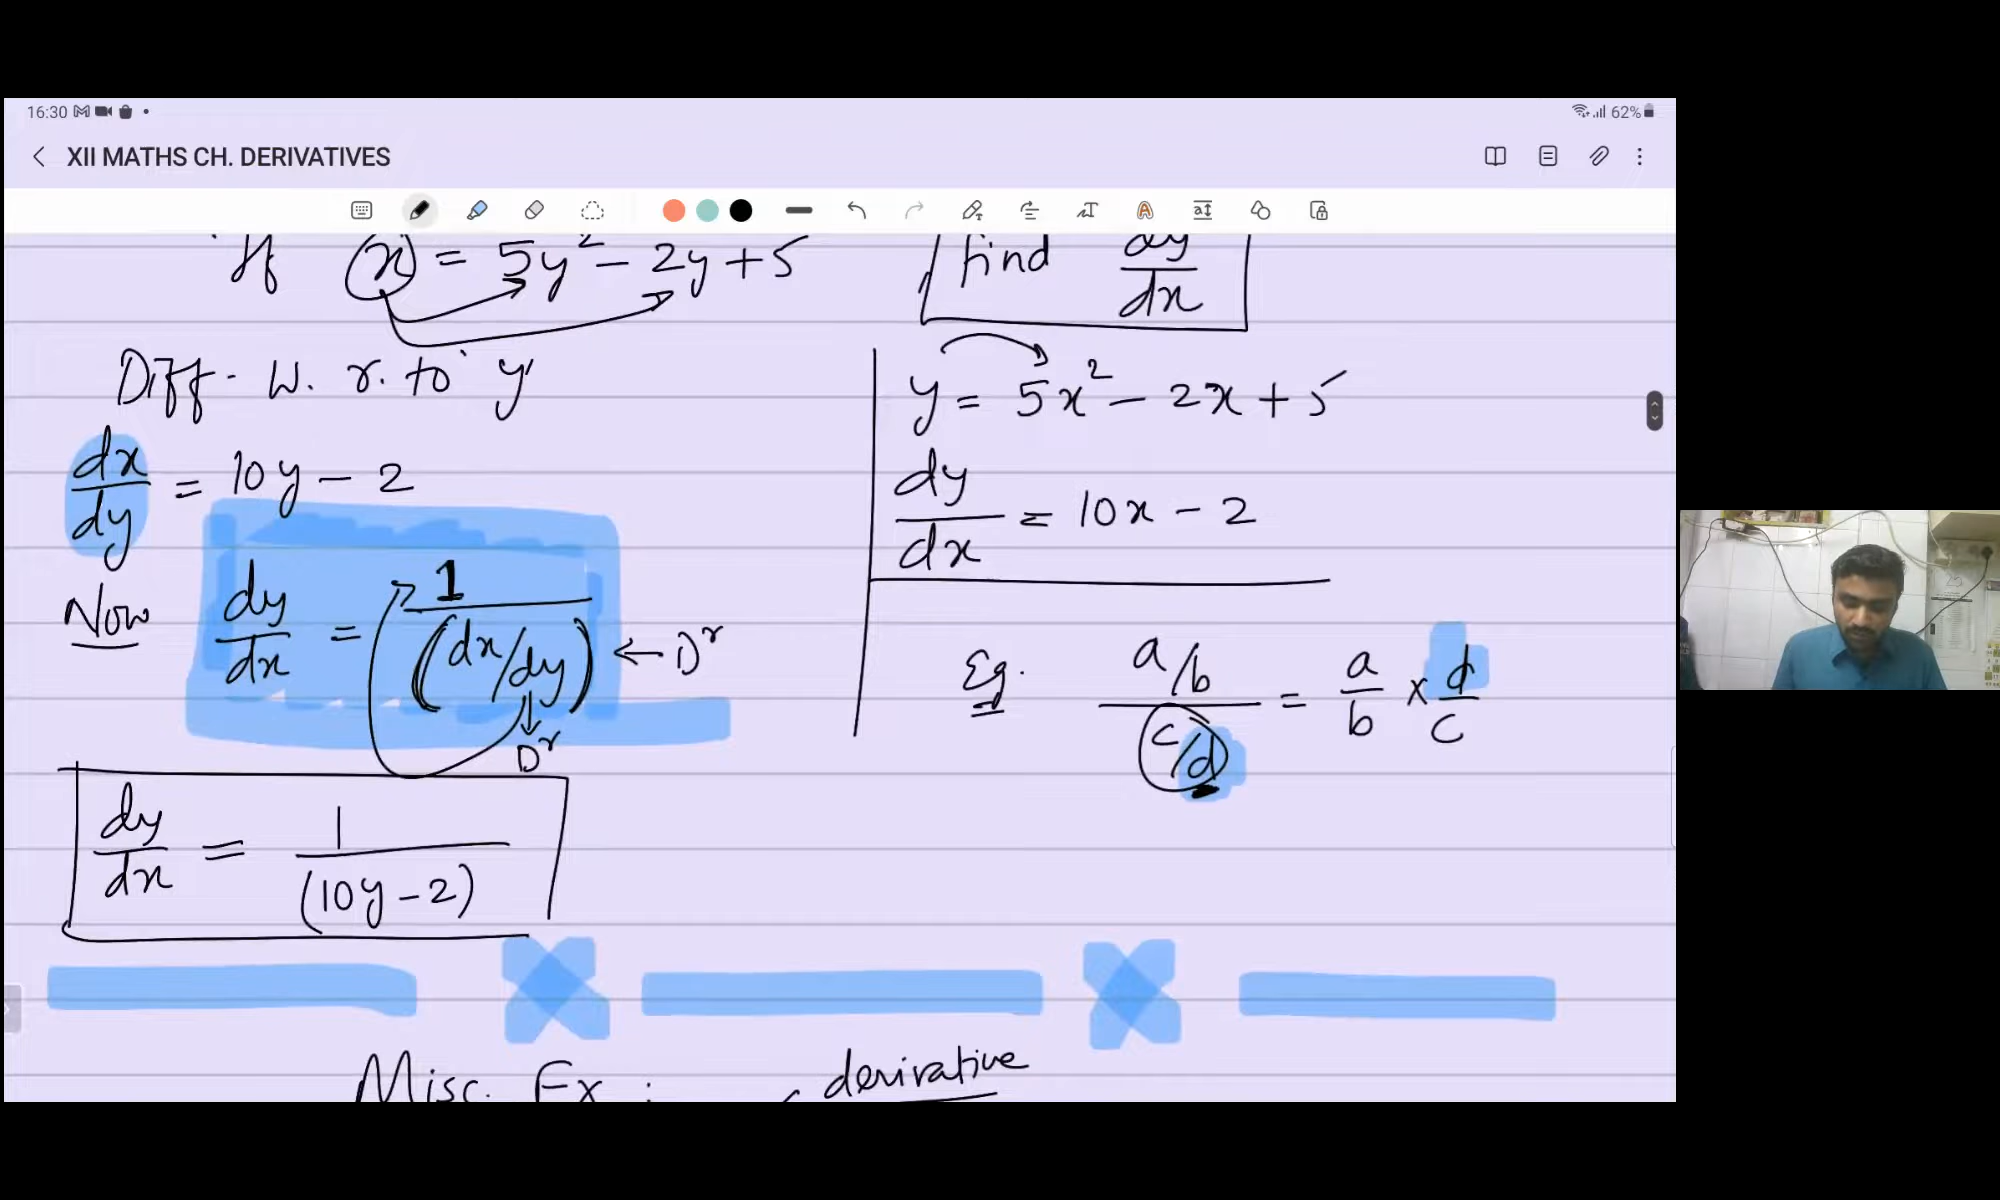 16:30
62%
XII MATHS CH. DERIVATIVES
If x = 5y² - 2y + 5 find dy/dx
Diff. w. r. to y
dx/dy = 10y - 2
Now dy/dx = 1/(dx/dy) ← Dʳ
↓
Dʳ
dy/dx = 1/(10y - 2)
y = 5x² - 2x + 5
dy/dx = 10x - 2
Eg. (a/b)/(c/d) = a/b × d/c
Misc. Ex :
derivative